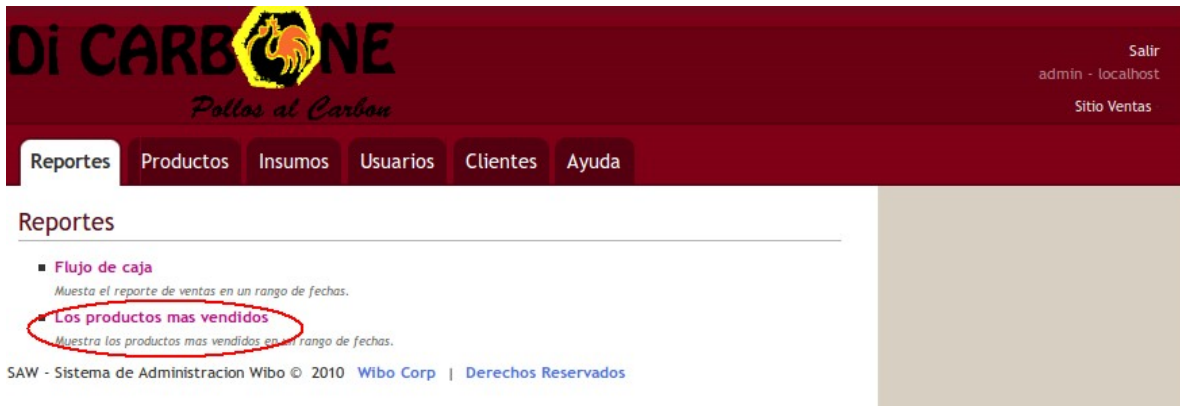 Di CARBONE
Pollos al Carbon
Salir
admin - localhost
Sitio Ventas
Reportes Productos Insumos Usuarios Clientes Ayuda
Reportes
Flujo de caja
Muesta el reporte de ventas en un rango de fechas.
Los productos mas vendidos
Muestra los productos mas vendidos en un rango de fechas.
SAW - Sistema de Administracion Wibo © 2010 Wibo Corp | Derechos Reservados